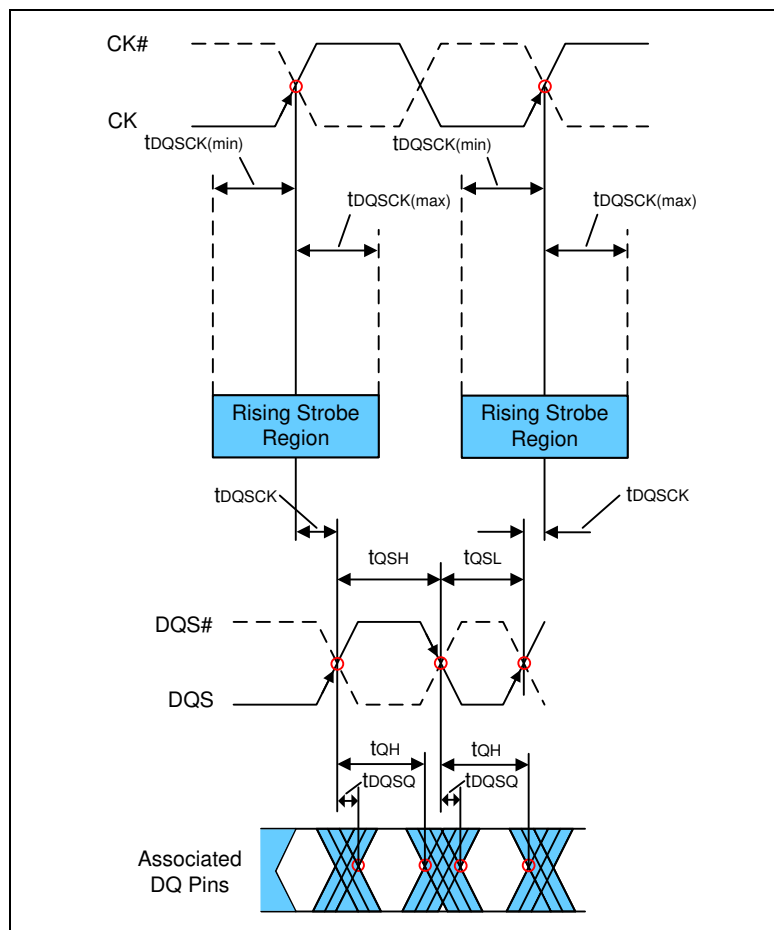 CK#
CK
tDQSCK(min)
tDQSCK(min)
tDQSCK(max)
tDQSCK(max)
Rising Strobe
Region
Rising Strobe
Region
tDQSCK
tDQSCK
tQSH
tQSL
DQS#
DQS
tQH
tQH
tDQSQ
tDQSQ
Associated
DQ Pins